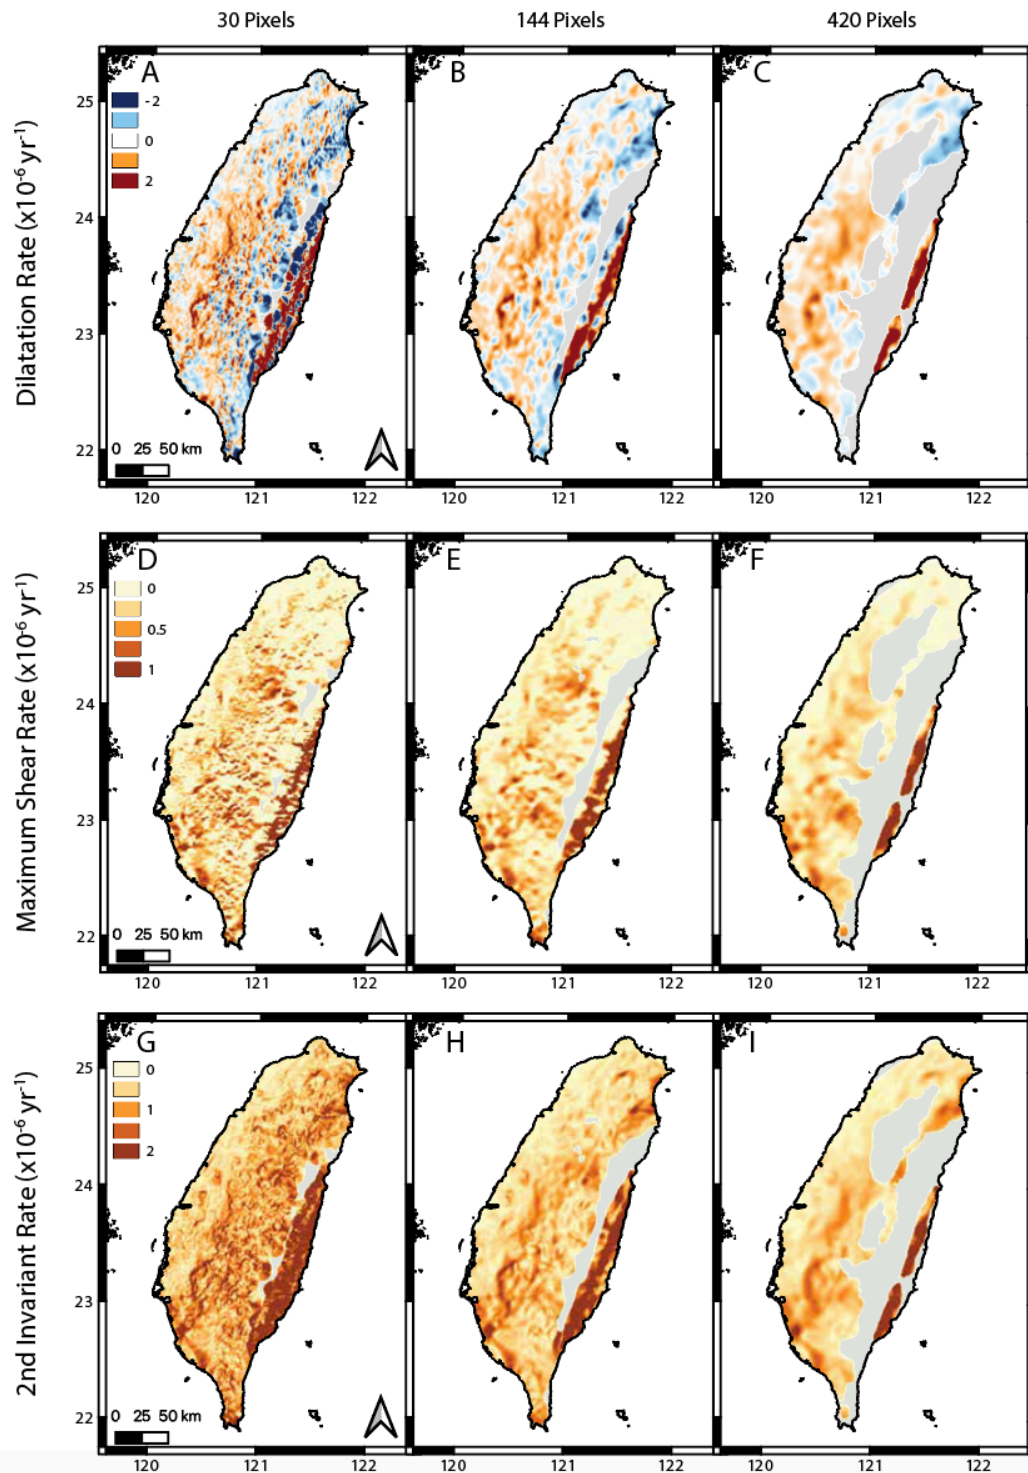 30 Pixels 144 Pixels 420 Pixels
Dilatation Rate (x10⁻⁶ yr⁻¹)
A B C
-2
0
2
25
24
23
22
0 25 50 km
120 121 122 120 121 122 120 121 122
Maximum Shear Rate (x10⁻⁶ yr⁻¹)
D E F
0
0.5
1
25
24
23
22
0 25 50 km
120 121 122 120 121 122 120 121 122
2nd Invariant Rate (x10⁻⁶ yr⁻¹)
G H I
0
1
2
25
24
23
22
0 25 50 km
120 121 122 120 121 122 120 121 122